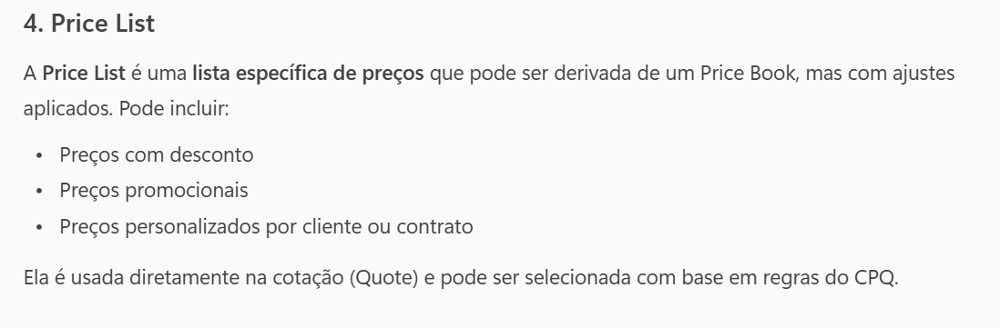 4. Price List
A Price List é uma lista específica de preços que pode ser derivada de um Price Book, mas com ajustes
aplicados. Pode incluir:
• Preços com desconto
• Preços promocionais
• Preços personalizados por cliente ou contrato
Ela é usada diretamente na cotação (Quote) e pode ser selecionada com base em regras do CPQ.